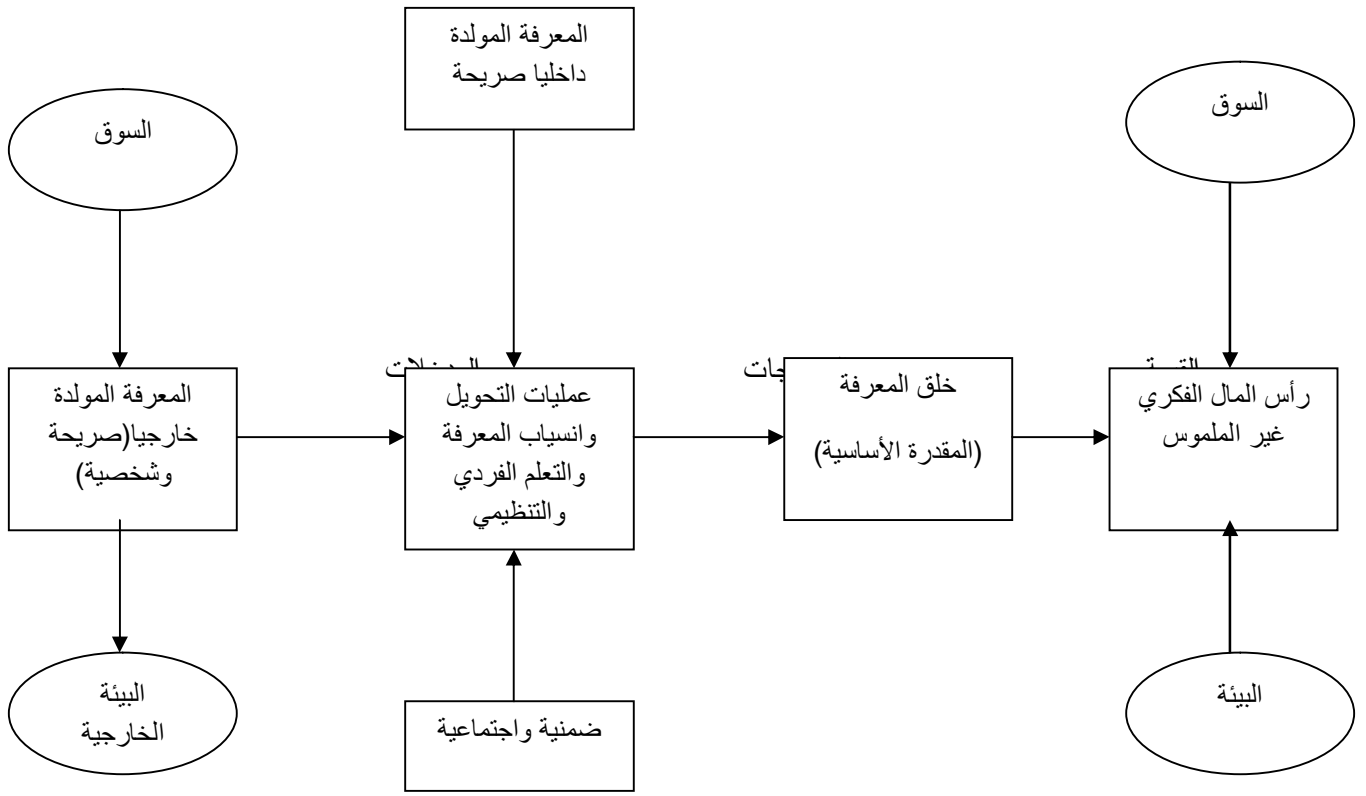 المعرفة المولدة
داخليا صريحة
السوق
السوق
المعرفة المولدة
خارجيا(صريحة
وشخصية)
عمليات التحويل
وانسياب المعرفة
والتعلم الفردي
والتنظيمي
خلق المعرفة
(المقدرة الأساسية)
رأس المال الفكري
غير الملموس
البيئة
الخارجية
ضمنية واجتماعية
البيئة